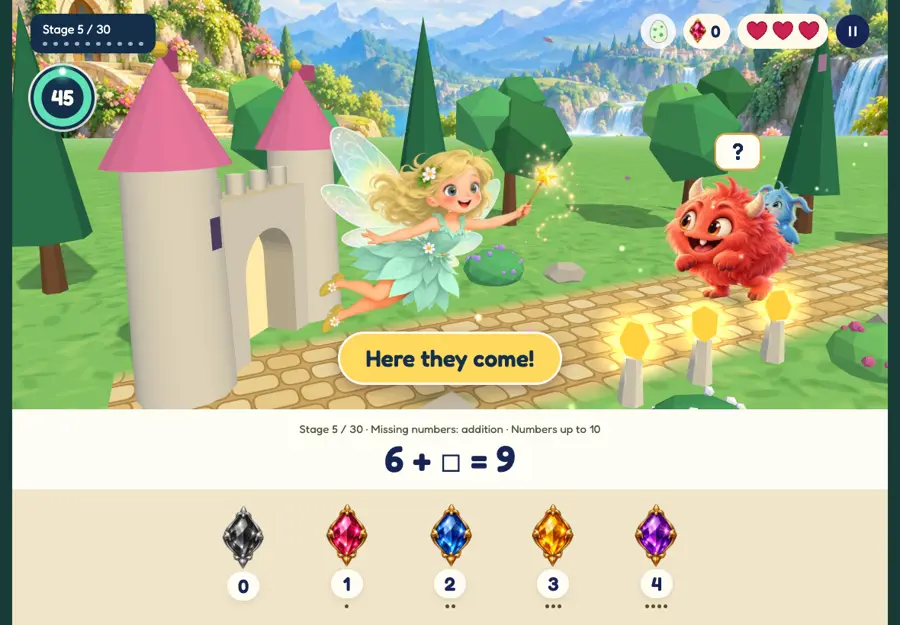 Stage 5 / 30
0
45
?
Here they come!
Stage 5 / 30 · Missing numbers: addition · Numbers up to 10
6 + □ = 9
0
1
2
3
4